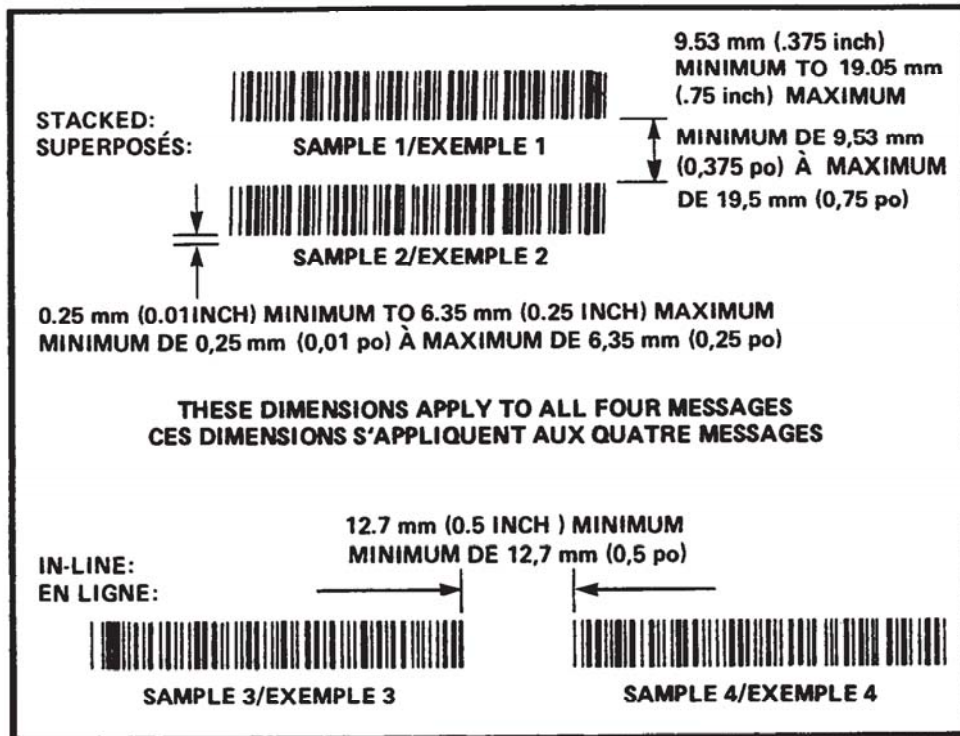 9.53 mm (.375 inch)
MINIMUM TO 19.05 mm
(.75 inch) MAXIMUM
STACKED:
SUPERPOSÉS:
SAMPLE 1/EXEMPLE 1
MINIMUM DE 9,53 mm
(0,375 po) À MAXIMUM
DE 19,5 mm (0,75 po)
SAMPLE 2/EXEMPLE 2
0.25 mm (0.01 INCH) MINIMUM TO 6.35 mm (0.25 INCH) MAXIMUM
MINIMUM DE 0,25 mm (0,01 po) À MAXIMUM DE 6,35 mm (0,25 po)
THESE DIMENSIONS APPLY TO ALL FOUR MESSAGES
CES DIMENSIONS S'APPLIQUENT AUX QUATRE MESSAGES
12.7 mm (0.5 INCH ) MINIMUM
MINIMUM DE 12,7 mm (0,5 po)
IN-LINE:
EN LIGNE:
SAMPLE 3/EXEMPLE 3
SAMPLE 4/EXEMPLE 4